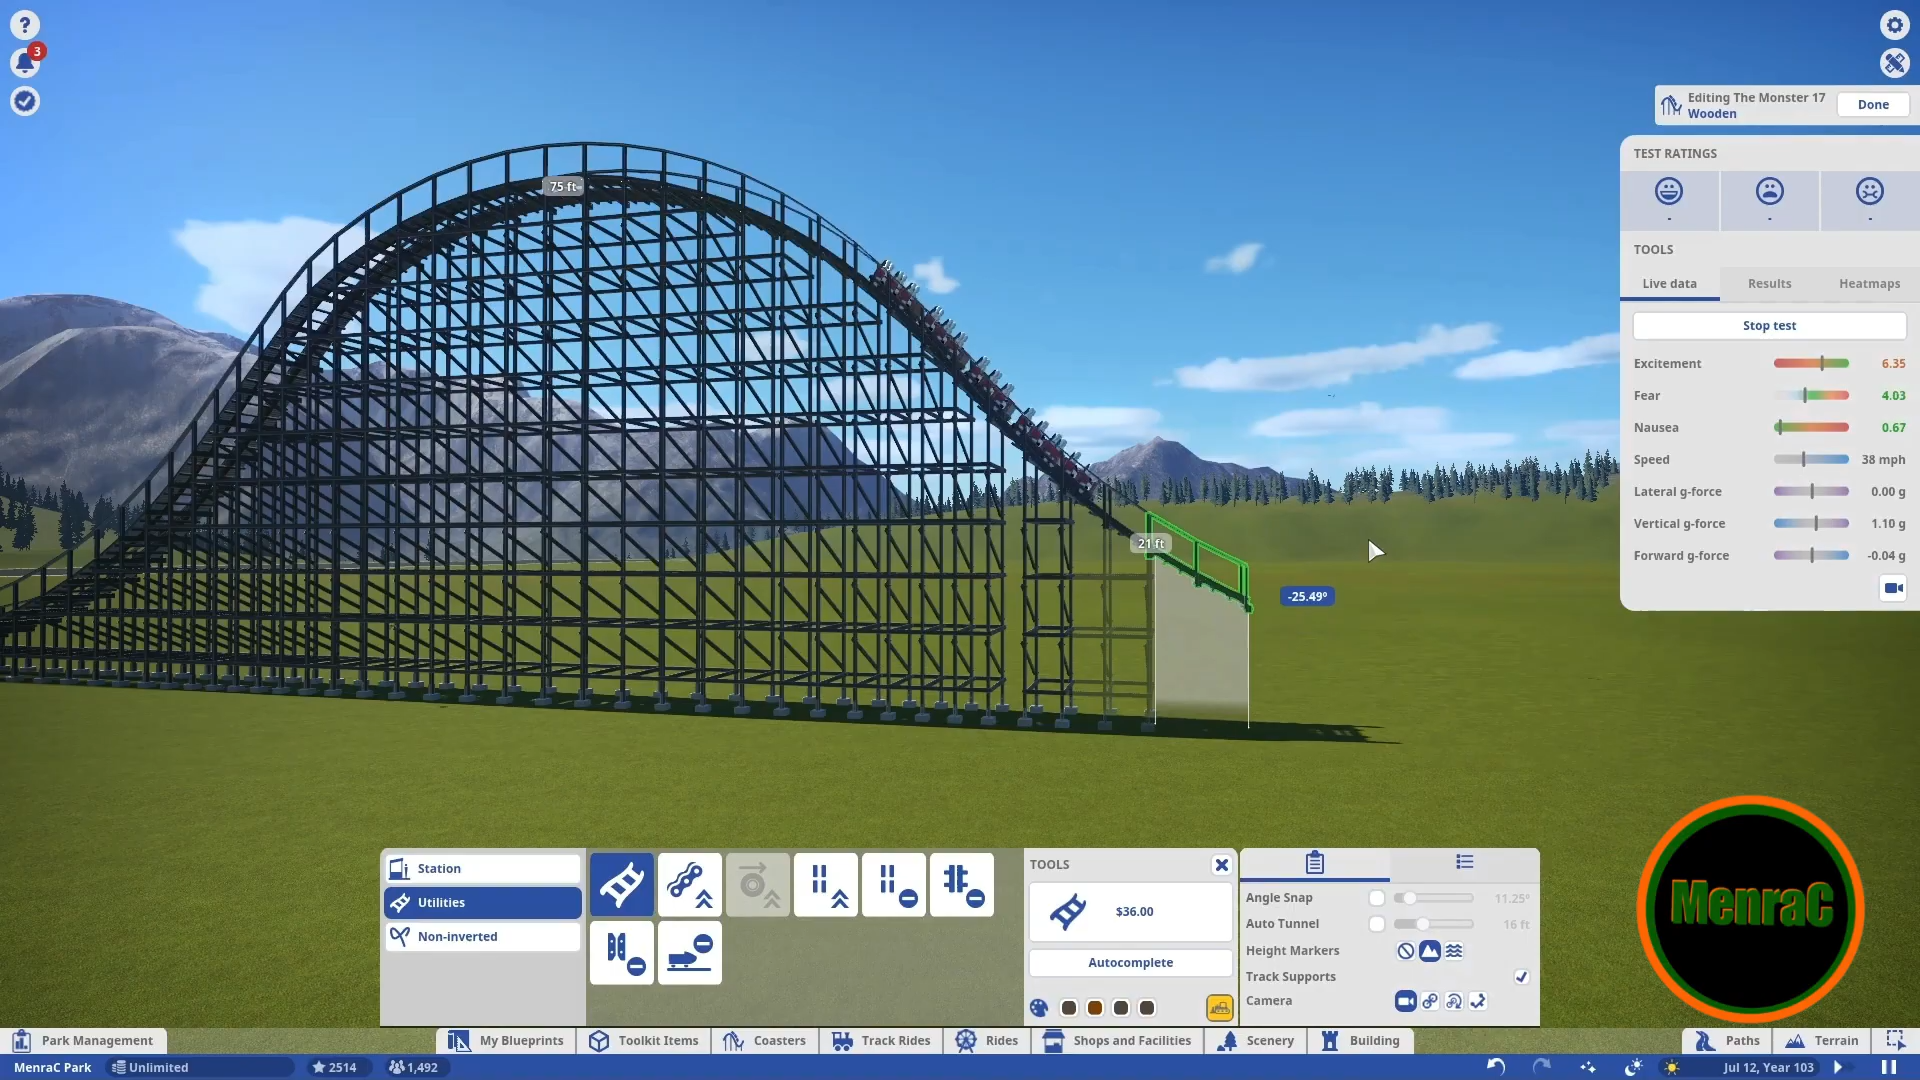 ?
3
Editing The Monster 17
Wooden
Done
TEST RATINGS
-
-
-
TOOLS
Live data
Results
Heatmaps
Stop test
Excitement
6.35
Fear
4.03
Nausea
0.67
Speed
38 mph
Lateral g-force
0.00 g
Vertical g-force
1.10 g
Forward g-force
-0.04 g
75 ft
21 ft
-25.49°
Station
Utilities
Non-inverted
TOOLS
$36.00
Autocomplete
Angle Snap
11.25°
Auto Tunnel
16 ft
Height Markers
Track Supports
Camera
MenraC
Park Management
My Blueprints
Toolkit Items
Coasters
Track Rides
Rides
Shops and Facilities
Scenery
Building
Paths
Terrain
MenraC Park
Unlimited
2514
1,492
Jul 12, Year 103